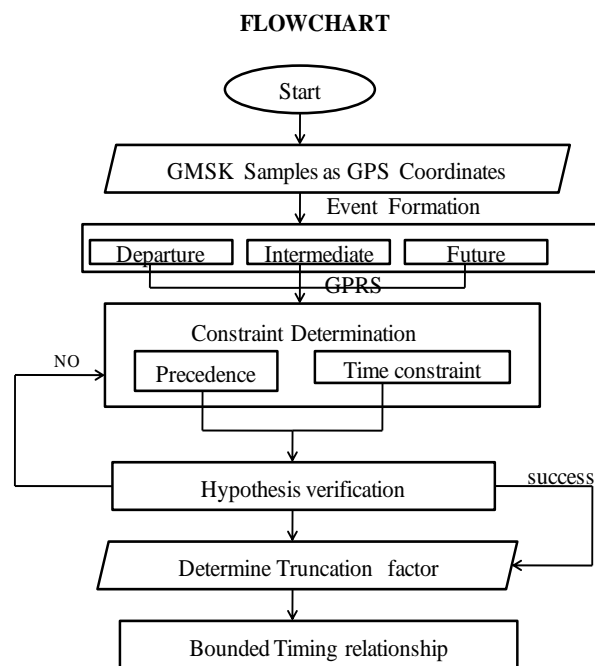 FLOWCHART
Start
GMSK Samples as GPS Coordinates
Event Formation
Departure Intermediate Future
GPRS
Constraint Determination
Precedence Time constraint
NO
Hypothesis verification
success
Determine Truncation factor
Bounded Timing relationship